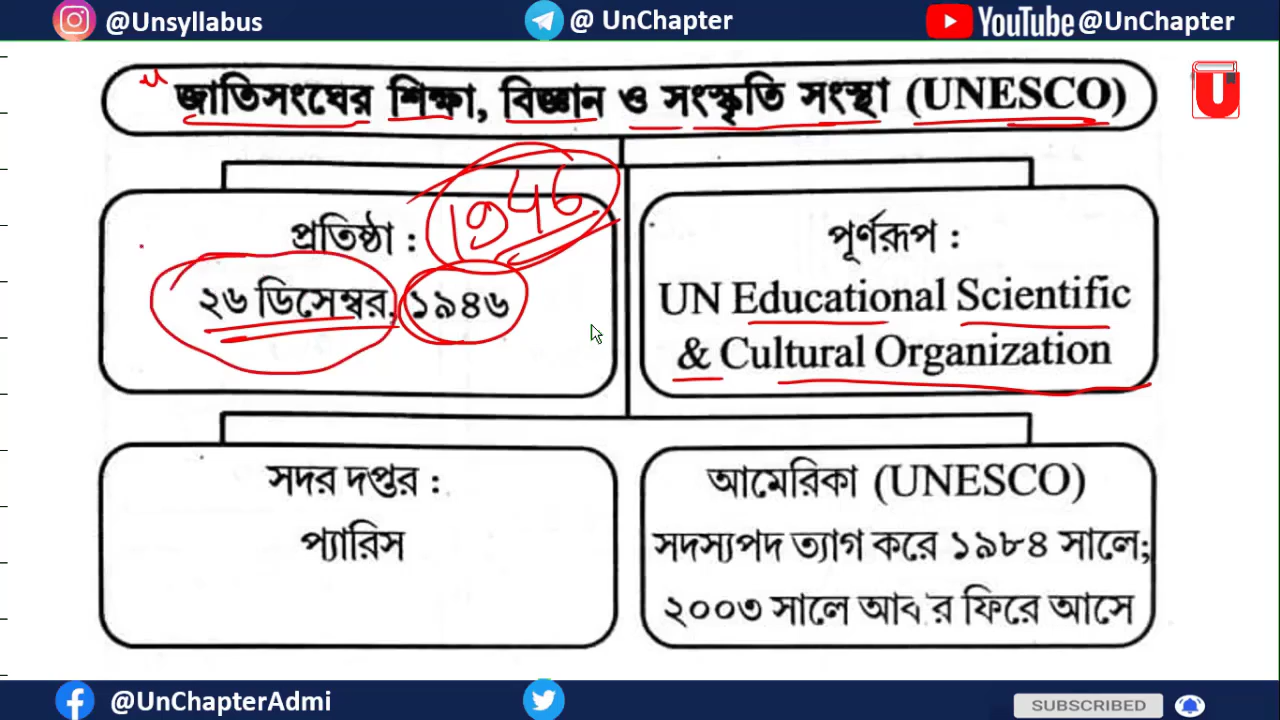 @Unsyllabus
@ UnChapter
YouTube @UnChapter
জাতিসংঘের শিক্ষা, বিজ্ঞান ও সংস্কৃতি সংস্থা (UNESCO)
U
প্রতিষ্ঠা :
1946
২৬ ডিসেম্বর, ১৯৪৬
পূর্ণরূপ :
UN Educational Scientific
& Cultural Organization
সদর দপ্তর :
প্যারিস
আমেরিকা (UNESCO)
সদস্যপদ ত্যাগ করে ১৯৮৪ সালে;
২০০৩ সালে আবার ফিরে আসে
@UnChapterAdmi
SUBSCRIBED